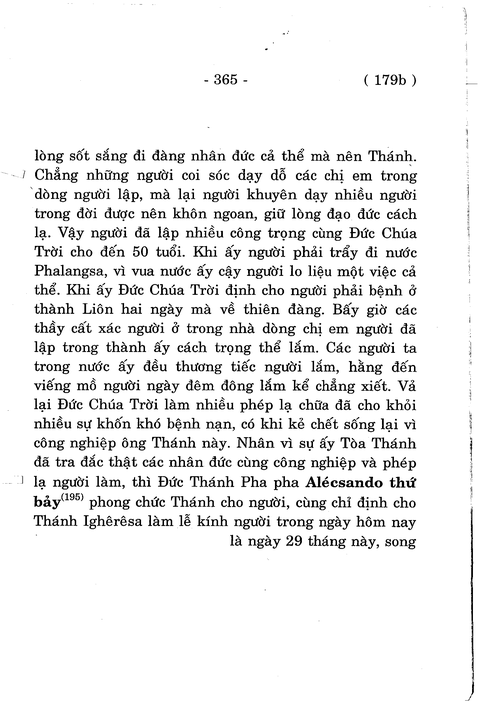 - 365 - ( 179b )
lòng sốt sắng đi đàng nhân đức cả thể mà nên Thánh.
Chẳng những người coi sóc dạy dỗ các chị em trong
dòng người lập, mà lại người khuyên dạy nhiều người
trong đời được nên khôn ngoan, giữ lòng đạo đức cách
lạ. Vậy người đã lập nhiều công trọng cùng Đức Chúa
Trời cho đến 50 tuổi. Khi ấy người phải trẩy đi nước
Phalangsa, vì vua nước ấy cậy người lo liệu một việc cả
thể. Khi ấy Đức Chúa Trời định cho người phải bệnh ở
thành Liôn hai ngày mà về thiên đàng. Bấy giờ các
thầy cất xác người ở trong nhà dòng chị em người đã
lập trong thành ấy cách trọng thể lắm. Các người ta
trong nước ấy đều thương tiếc người lắm, hằng đến
viếng mồ người ngày đêm đông lắm kể chẳng xiết. Vả
lại Đức Chúa Trời làm nhiều phép lạ chữa đã cho khỏi
nhiều sự khốn khó bệnh nạn, có khi kẻ chết sống lại vì
công nghiệp ông Thánh này. Nhân vì sự ấy Tòa Thánh
đã tra đắc thật các nhân đức cùng công nghiệp và phép
lạ người làm, thì Đức Thánh Pha pha Alécsando thứ
bảy(195) phong chức Thánh cho người, cùng chỉ định cho
Thánh Ighêrêsa làm lễ kính người trong ngày hôm nay
là ngày 29 tháng này, song